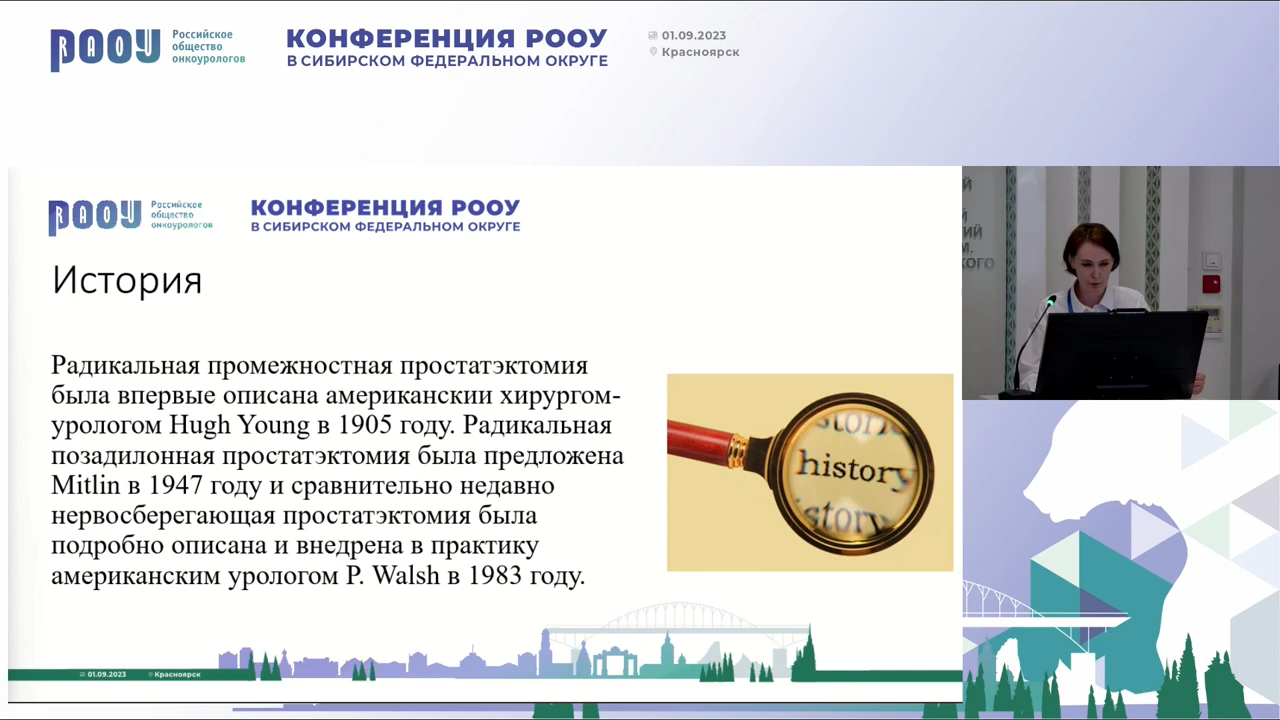 РАОУ
Российское
общество
онкоурологов
КОНФЕРЕНЦИЯ РООУ
В СИБИРСКОМ ФЕДЕРАЛЬНОМ ОКРУГЕ
01.09.2023
Красноярск
РАОУ
Российское
общество
онкоурологов
КОНФЕРЕНЦИЯ РООУ
В СИБИРСКОМ ФЕДЕРАЛЬНОМ ОКРУГЕ
История
Радикальная промежностная простатэктомия
была впервые описана американскии хирургом-
урологом Hugh Young в 1905 году. Радикальная
позадилонная простатэктомия была предложена
Mitlin в 1947 году и сравнительно недавно
нервосберегающая простатэктомия была
подробно описана и внедрена в практику
американским урологом P. Walsh в 1983 году.
history
01.09.2023
Красноярск